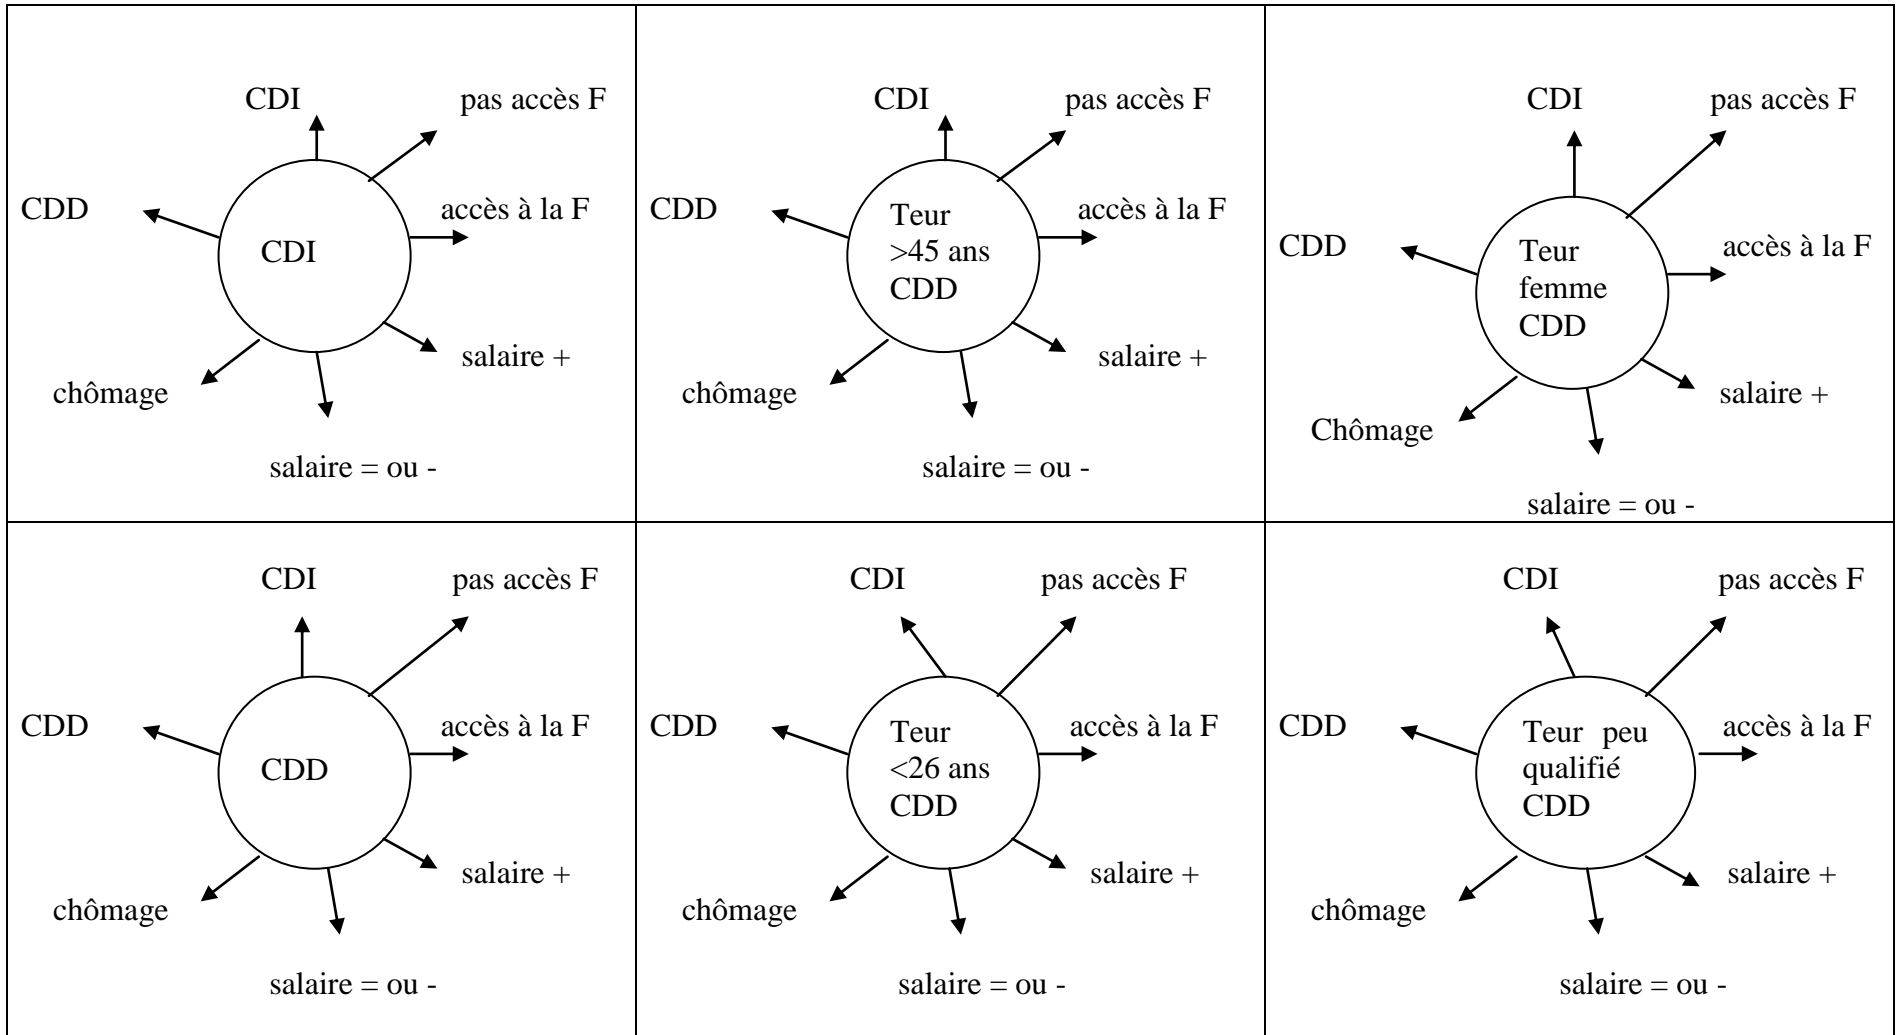 CDI
pas accès F
CDD
accès à la F
CDI
salaire +
chômage
salaire = ou -
CDI
pas accès F
CDD
accès à la F
Teur
>45 ans
CDD
salaire +
chômage
salaire = ou -
CDI
pas accès F
CDD
accès à la F
Teur
femme
CDD
salaire +
Chômage
salaire = ou -
CDI
pas accès F
CDD
accès à la F
CDD
salaire +
chômage
salaire = ou -
CDI
pas accès F
CDD
accès à la F
Teur
<26 ans
CDD
salaire +
chômage
salaire = ou -
CDI
pas accès F
CDD
accès à la F
Teur peu
qualifié
CDD
salaire +
chômage
salaire = ou -